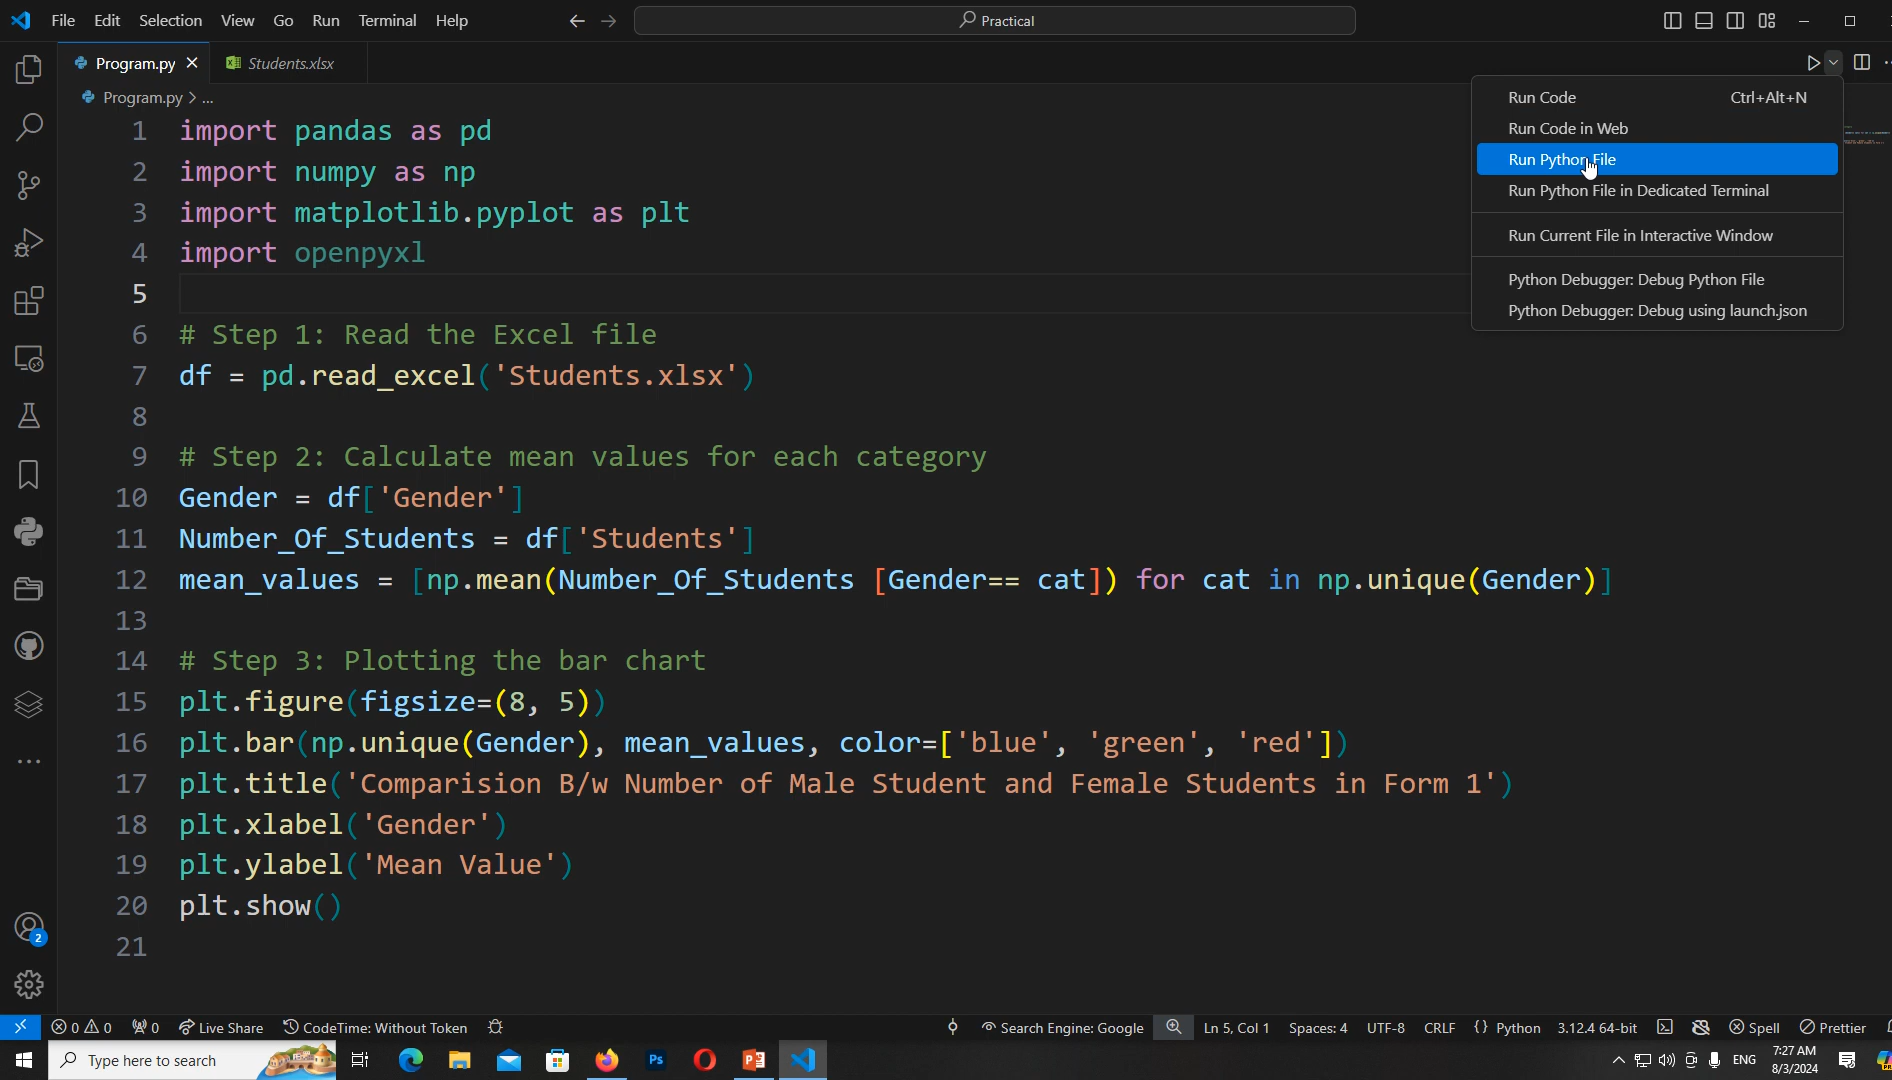 File Edit Selection View Go Run Terminal Help
Practical
Program.py
Students.xlsx
Program.py > ...
Run Code Ctrl+Alt+N
Run Code in Web
Run Python File
Run Python File in Dedicated Terminal
Run Current File in Interactive Window
Python Debugger: Debug Python File
Python Debugger: Debug using launch.json
1 import pandas as pd
2 import numpy as np
3 import matplotlib.pyplot as plt
4 import openpyxl
5
6 # Step 1: Read the Excel file
7 df = pd.read_excel('Students.xlsx')
8
9 # Step 2: Calculate mean values for each category
10 Gender = df['Gender']
11 Number_Of_Students = df['Students']
12 mean_values = [np.mean(Number_Of_Students [Gender== cat]) for cat in np.unique(Gender)]
13
14 # Step 3: Plotting the bar chart
15 plt.figure(figsize=(8, 5))
16 plt.bar(np.unique(Gender), mean_values, color=['blue', 'green', 'red'])
17 plt.title('Comparision B/w Number of Male Student and Female Students in Form 1')
18 plt.xlabel('Gender')
19 plt.ylabel('Mean Value')
20 plt.show()
21
2
0 0 0 Live Share CodeTime: Without Token Search Engine: Google Ln 5, Col 1 Spaces: 4 UTF-8 CRLF {} Python 3.12.4 64-bit Spell Prettier
Type here to search
Ps
ENG
7:27 AM
8/3/2024